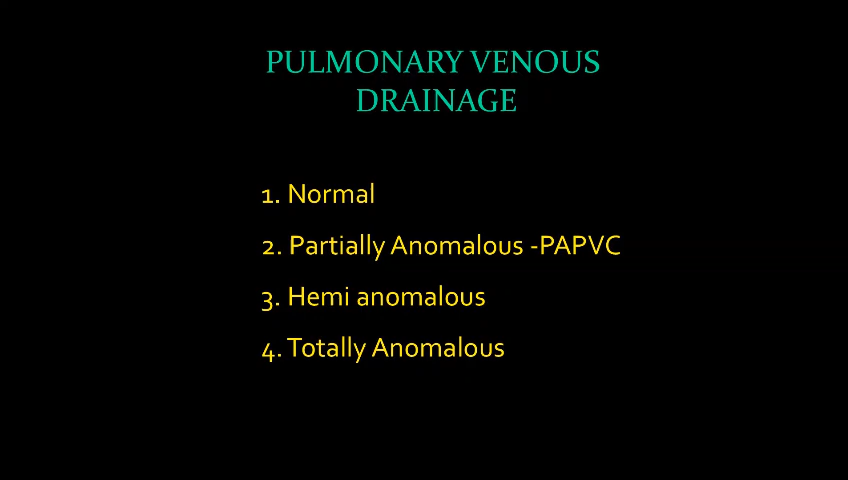 PULMONARY VENOUS
DRAINAGE
1. Normal
2. Partially Anomalous -PAPVC
3. Hemi anomalous
4. Totally Anomalous